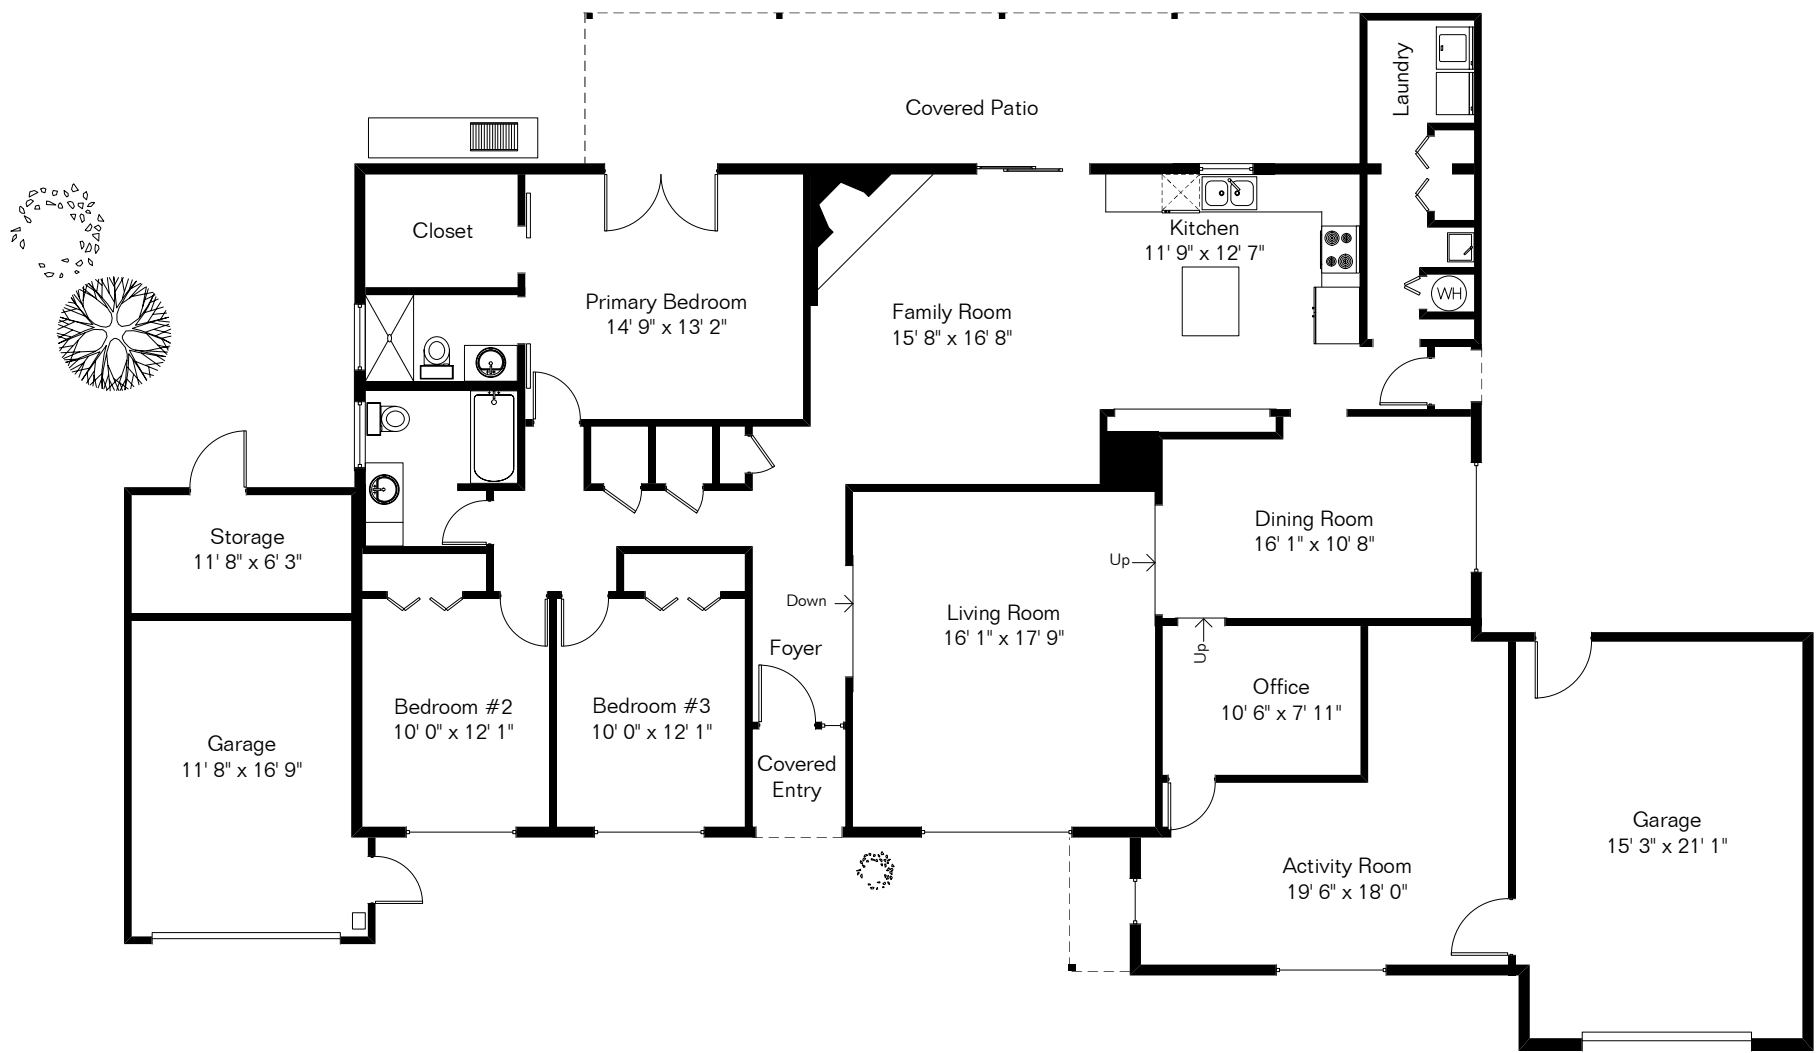 Covered Patio
Laundry
Closet
Kitchen
11' 9" x 12' 7"
Primary Bedroom
14' 9" x 13' 2"
Family Room
15' 8" x 16' 8"
WH
Storage
11' 8" x 6' 3"
Dining Room
16' 1" x 10' 8"
Up
Down
Living Room
16' 1" x 17' 9"
Foyer
Up
Office
10' 6" x 7' 11"
Bedroom #2
10' 0" x 12' 1"
Bedroom #3
10' 0" x 12' 1"
Garage
11' 8" x 16' 9"
Covered
Entry
Garage
15' 3" x 21' 1"
Activity Room
19' 6" x 18' 0"